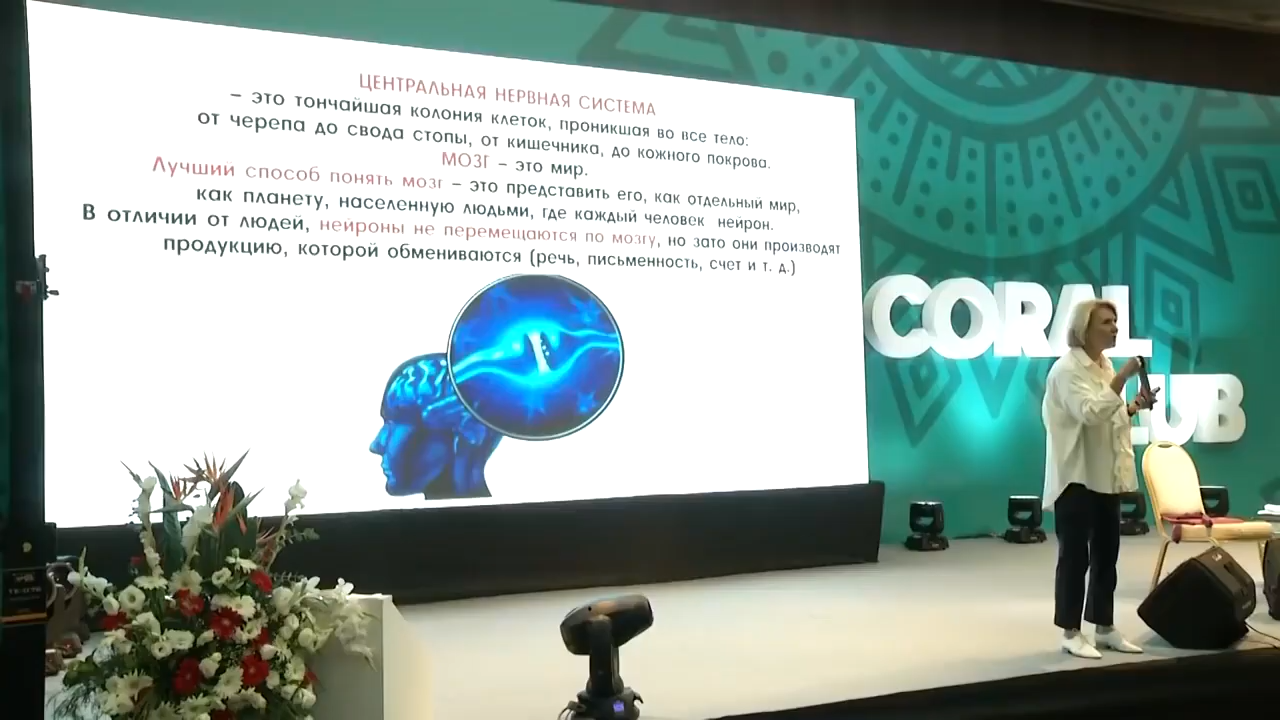 ЦЕНТРАЛЬНАЯ НЕРВНАЯ СИСТЕМА
– это тончайшая колония клеток, проникшая во все тело:
от черепа до свода стопы, от кишечника, до кожного покрова.
МОЗГ – это мир.
Лучший способ понять мозг – это представить его, как отдельный мир,
как планету, населенную людьми, где каждый человек нейрон.
В отличии от людей, нейроны не перемещаются по мозгу, но зато они производят
продукцию, которой обмениваются (речь, письменность, счет и т. д.)
CORAL
CLUB